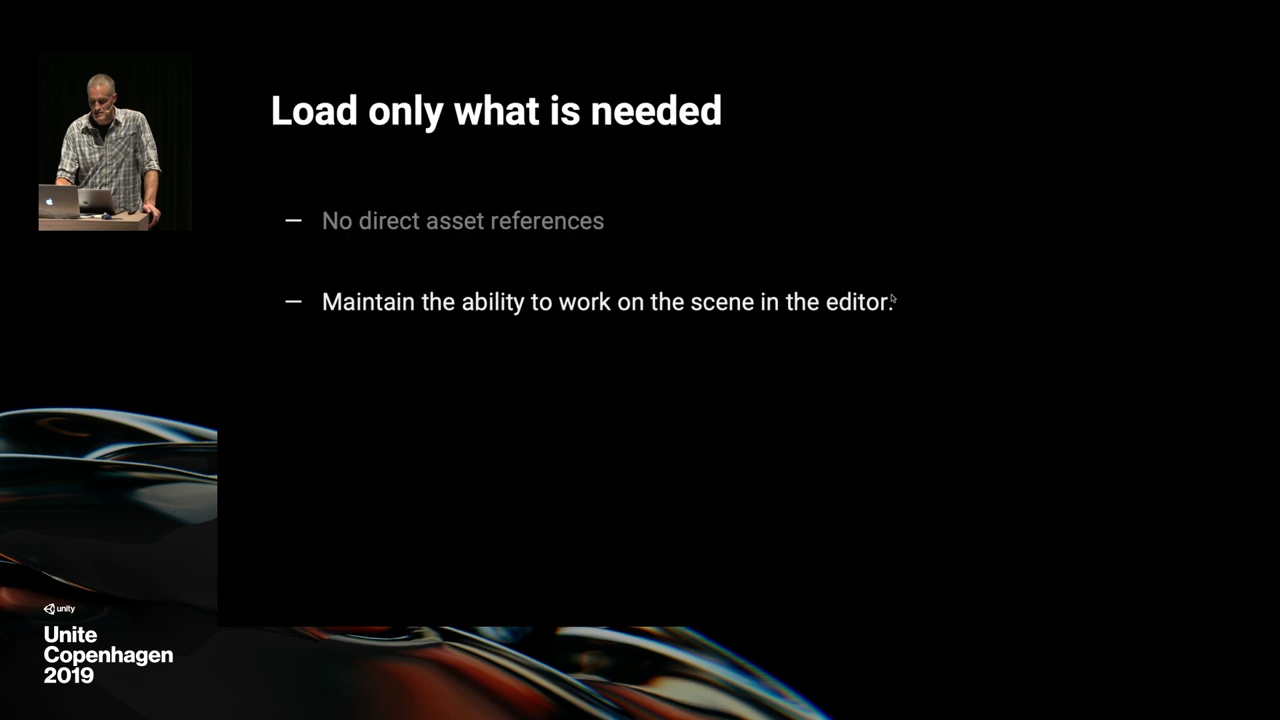 Load only what is needed
— No direct asset references
— Maintain the ability to work on the scene in the editor.
unity
Unite
Copenhagen
2019